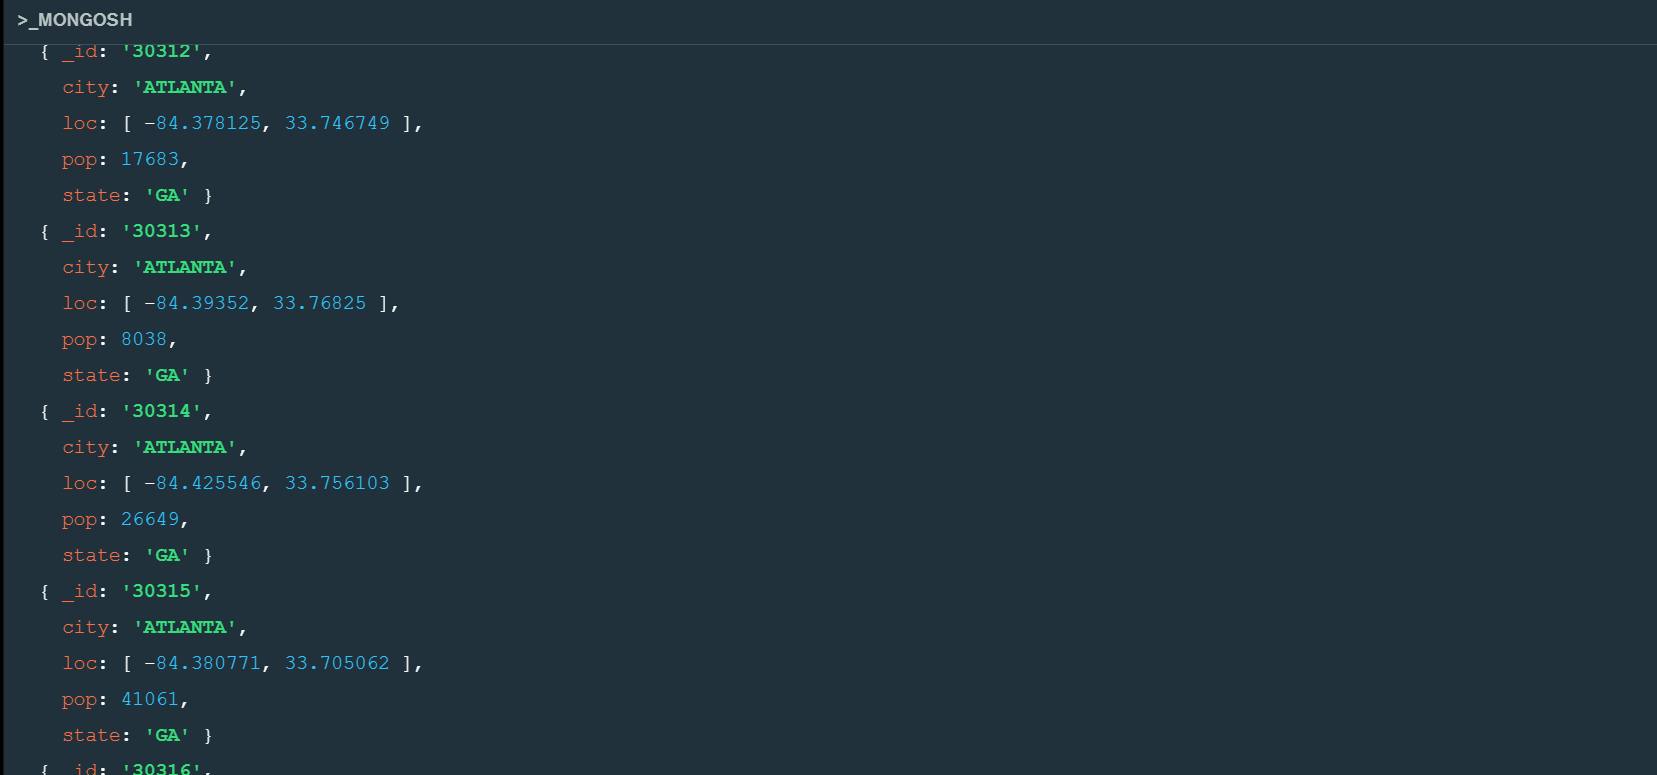 >_MONGOSH
{ _id: '30312',
city: 'ATLANTA',
loc: [ -84.378125, 33.746749 ],
pop: 17683,
state: 'GA' }
{ _id: '30313',
city: 'ATLANTA',
loc: [ -84.39352, 33.76825 ],
pop: 8038,
state: 'GA' }
{ _id: '30314',
city: 'ATLANTA',
loc: [ -84.425546, 33.756103 ],
pop: 26649,
state: 'GA' }
{ _id: '30315',
city: 'ATLANTA',
loc: [ -84.380771, 33.705062 ],
pop: 41061,
state: 'GA' }
{ _id: '30316',